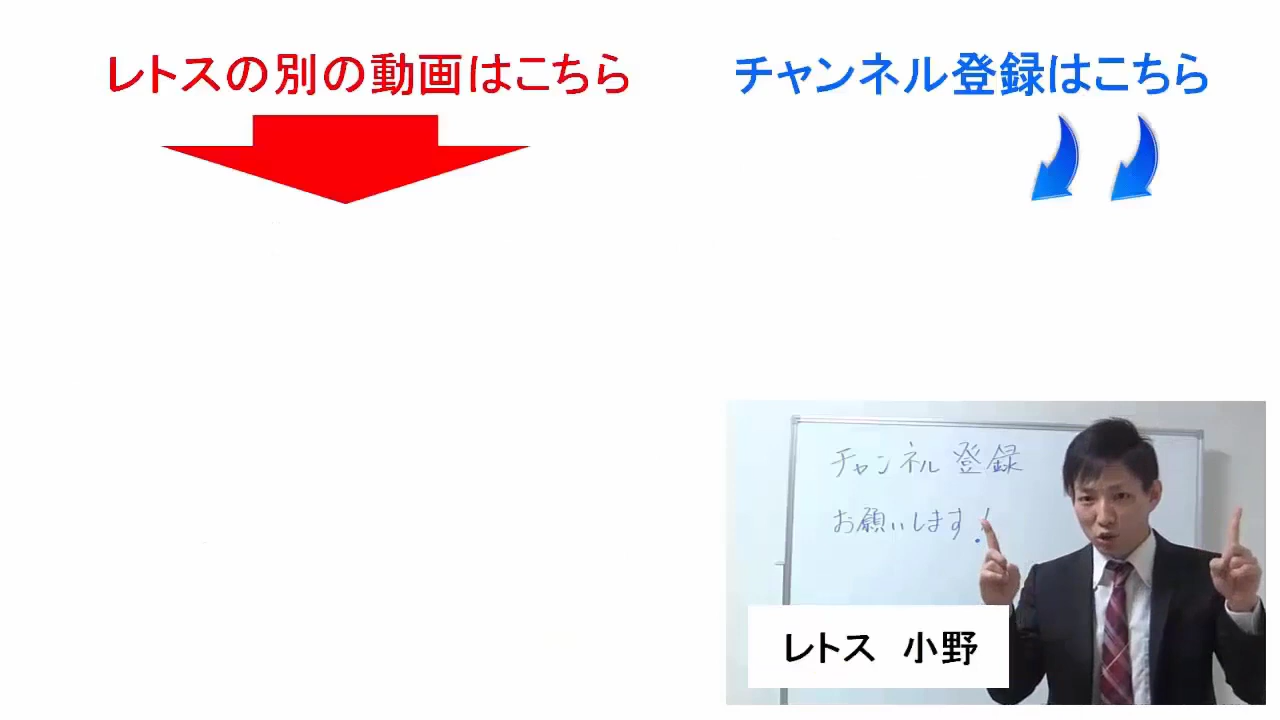 レトスの別の動画はこちら
チャンネル登録はこちら
チャンネル登録
お願いします!
レトス 小野